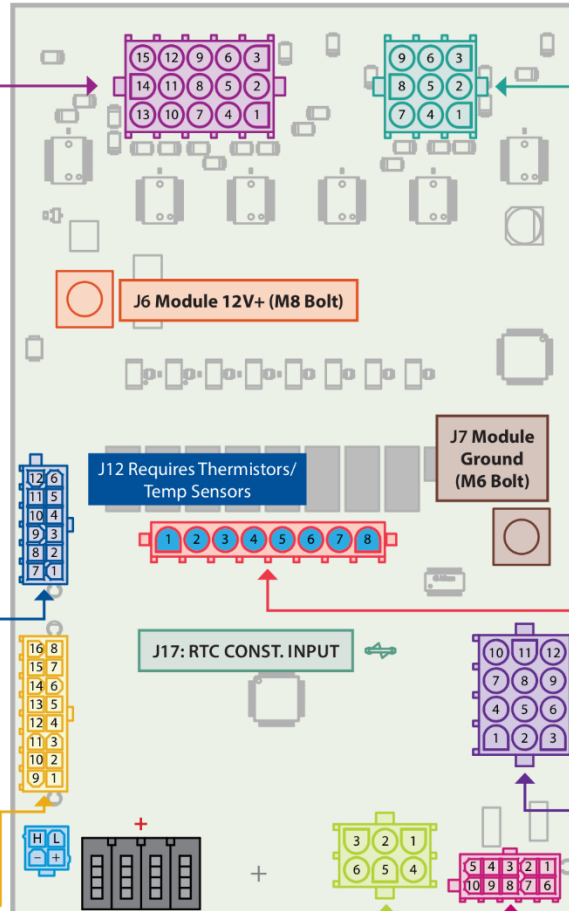 15 12 9 6 3
14 11 8 5 2
13 10 7 4 1
9 6 3
8 5 2
7 4 1
J6 Module 12V+ (M8 Bolt)
J7 Module
Ground
(M6 Bolt)
J12 Requires Thermistors/
Temp Sensors
12 6
11 5
10 4
9 3
8 2
7 1
1 2 3 4 5 6 7 8
J17: RTC CONST. INPUT
16 8
15 7
14 6
13 5
12 4
11 3
10 2
9 1
10 11 12
7 8 9
4 5 6
1 2 3
H L
− +
+
+
3 2 1
6 5 4
5 4 3 2 1
10 9 8 7 6